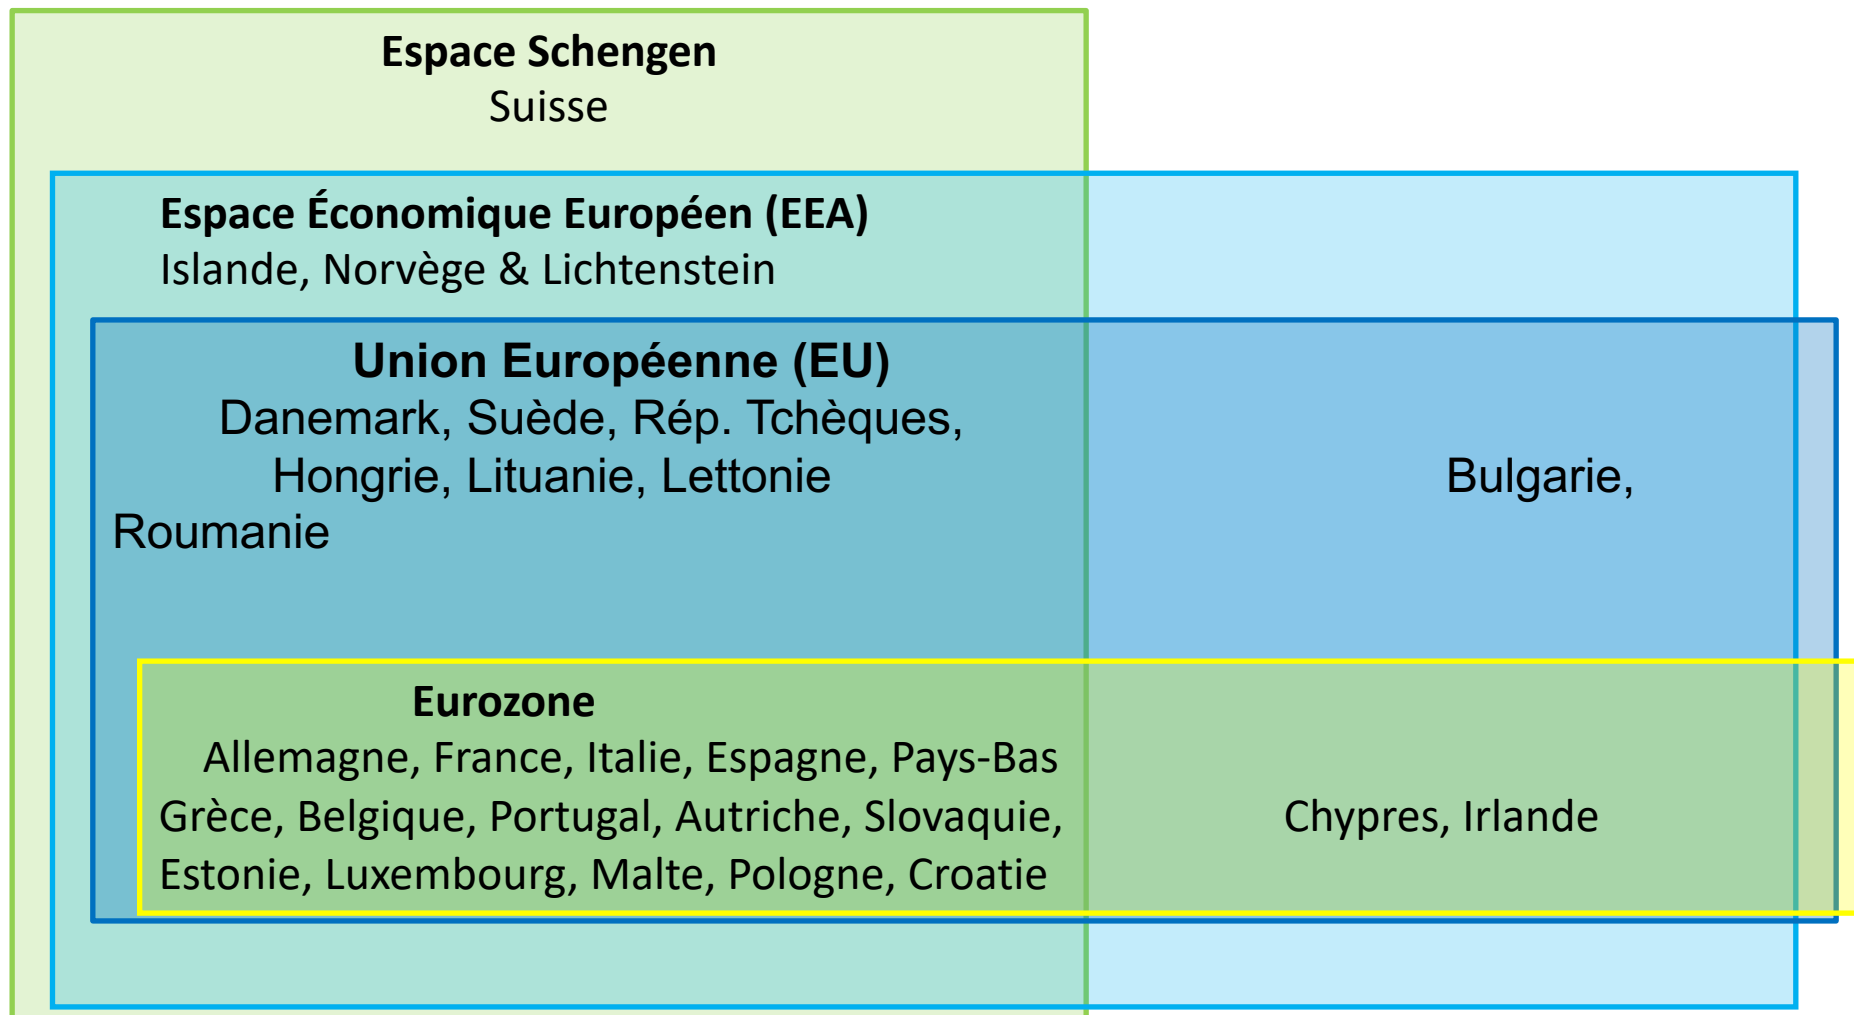 Espace Schengen
Suisse
Espace Économique Européen (EEA)
Islande, Norvège & Lichtenstein
Union Européenne (EU)
Danemark, Suède, Rép. Tchèques,
Hongrie, Lituanie, Lettonie Bulgarie,
Roumanie
Eurozone
Allemagne, France, Italie, Espagne, Pays-Bas
Grèce, Belgique, Portugal, Autriche, Slovaquie, Chypres, Irlande
Estonie, Luxembourg, Malte, Pologne, Croatie